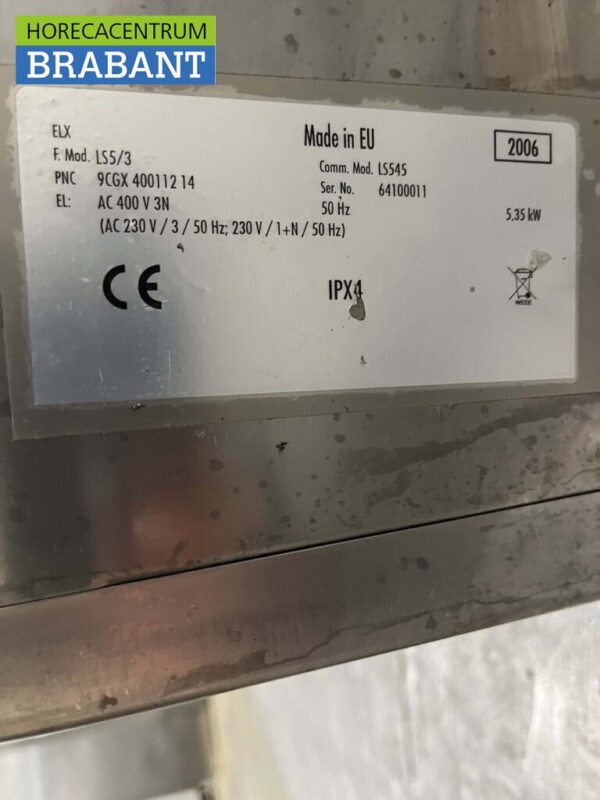 HORECACENTRUM
BRABANT
ELX
Made in EU
2006
F. Mod. LS5/3
Comm. Mod. LS545
PNC 9CGX 400112 14
Ser. No. 64100011
EL: AC 400 V 3N
50 Hz
5,35 kW
(AC 230 V / 3 / 50 Hz; 230 V / 1+N / 50 Hz)
CE
IPX4
WEEE